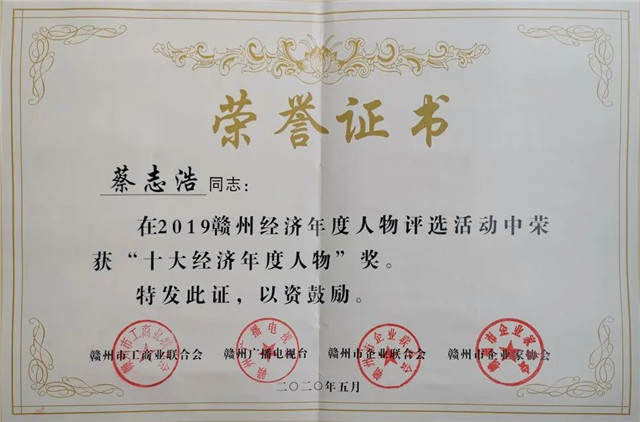 荣誉证书
蔡志浩同志：
在2019赣州经济年度人物评选活动中荣
获“十大经济年度人物”奖。
特发此证，以资鼓励。
赣州市工商业联合会 赣州广播电视台 赣州市企业联合会 赣州市企业家协会
二〇二〇年五月